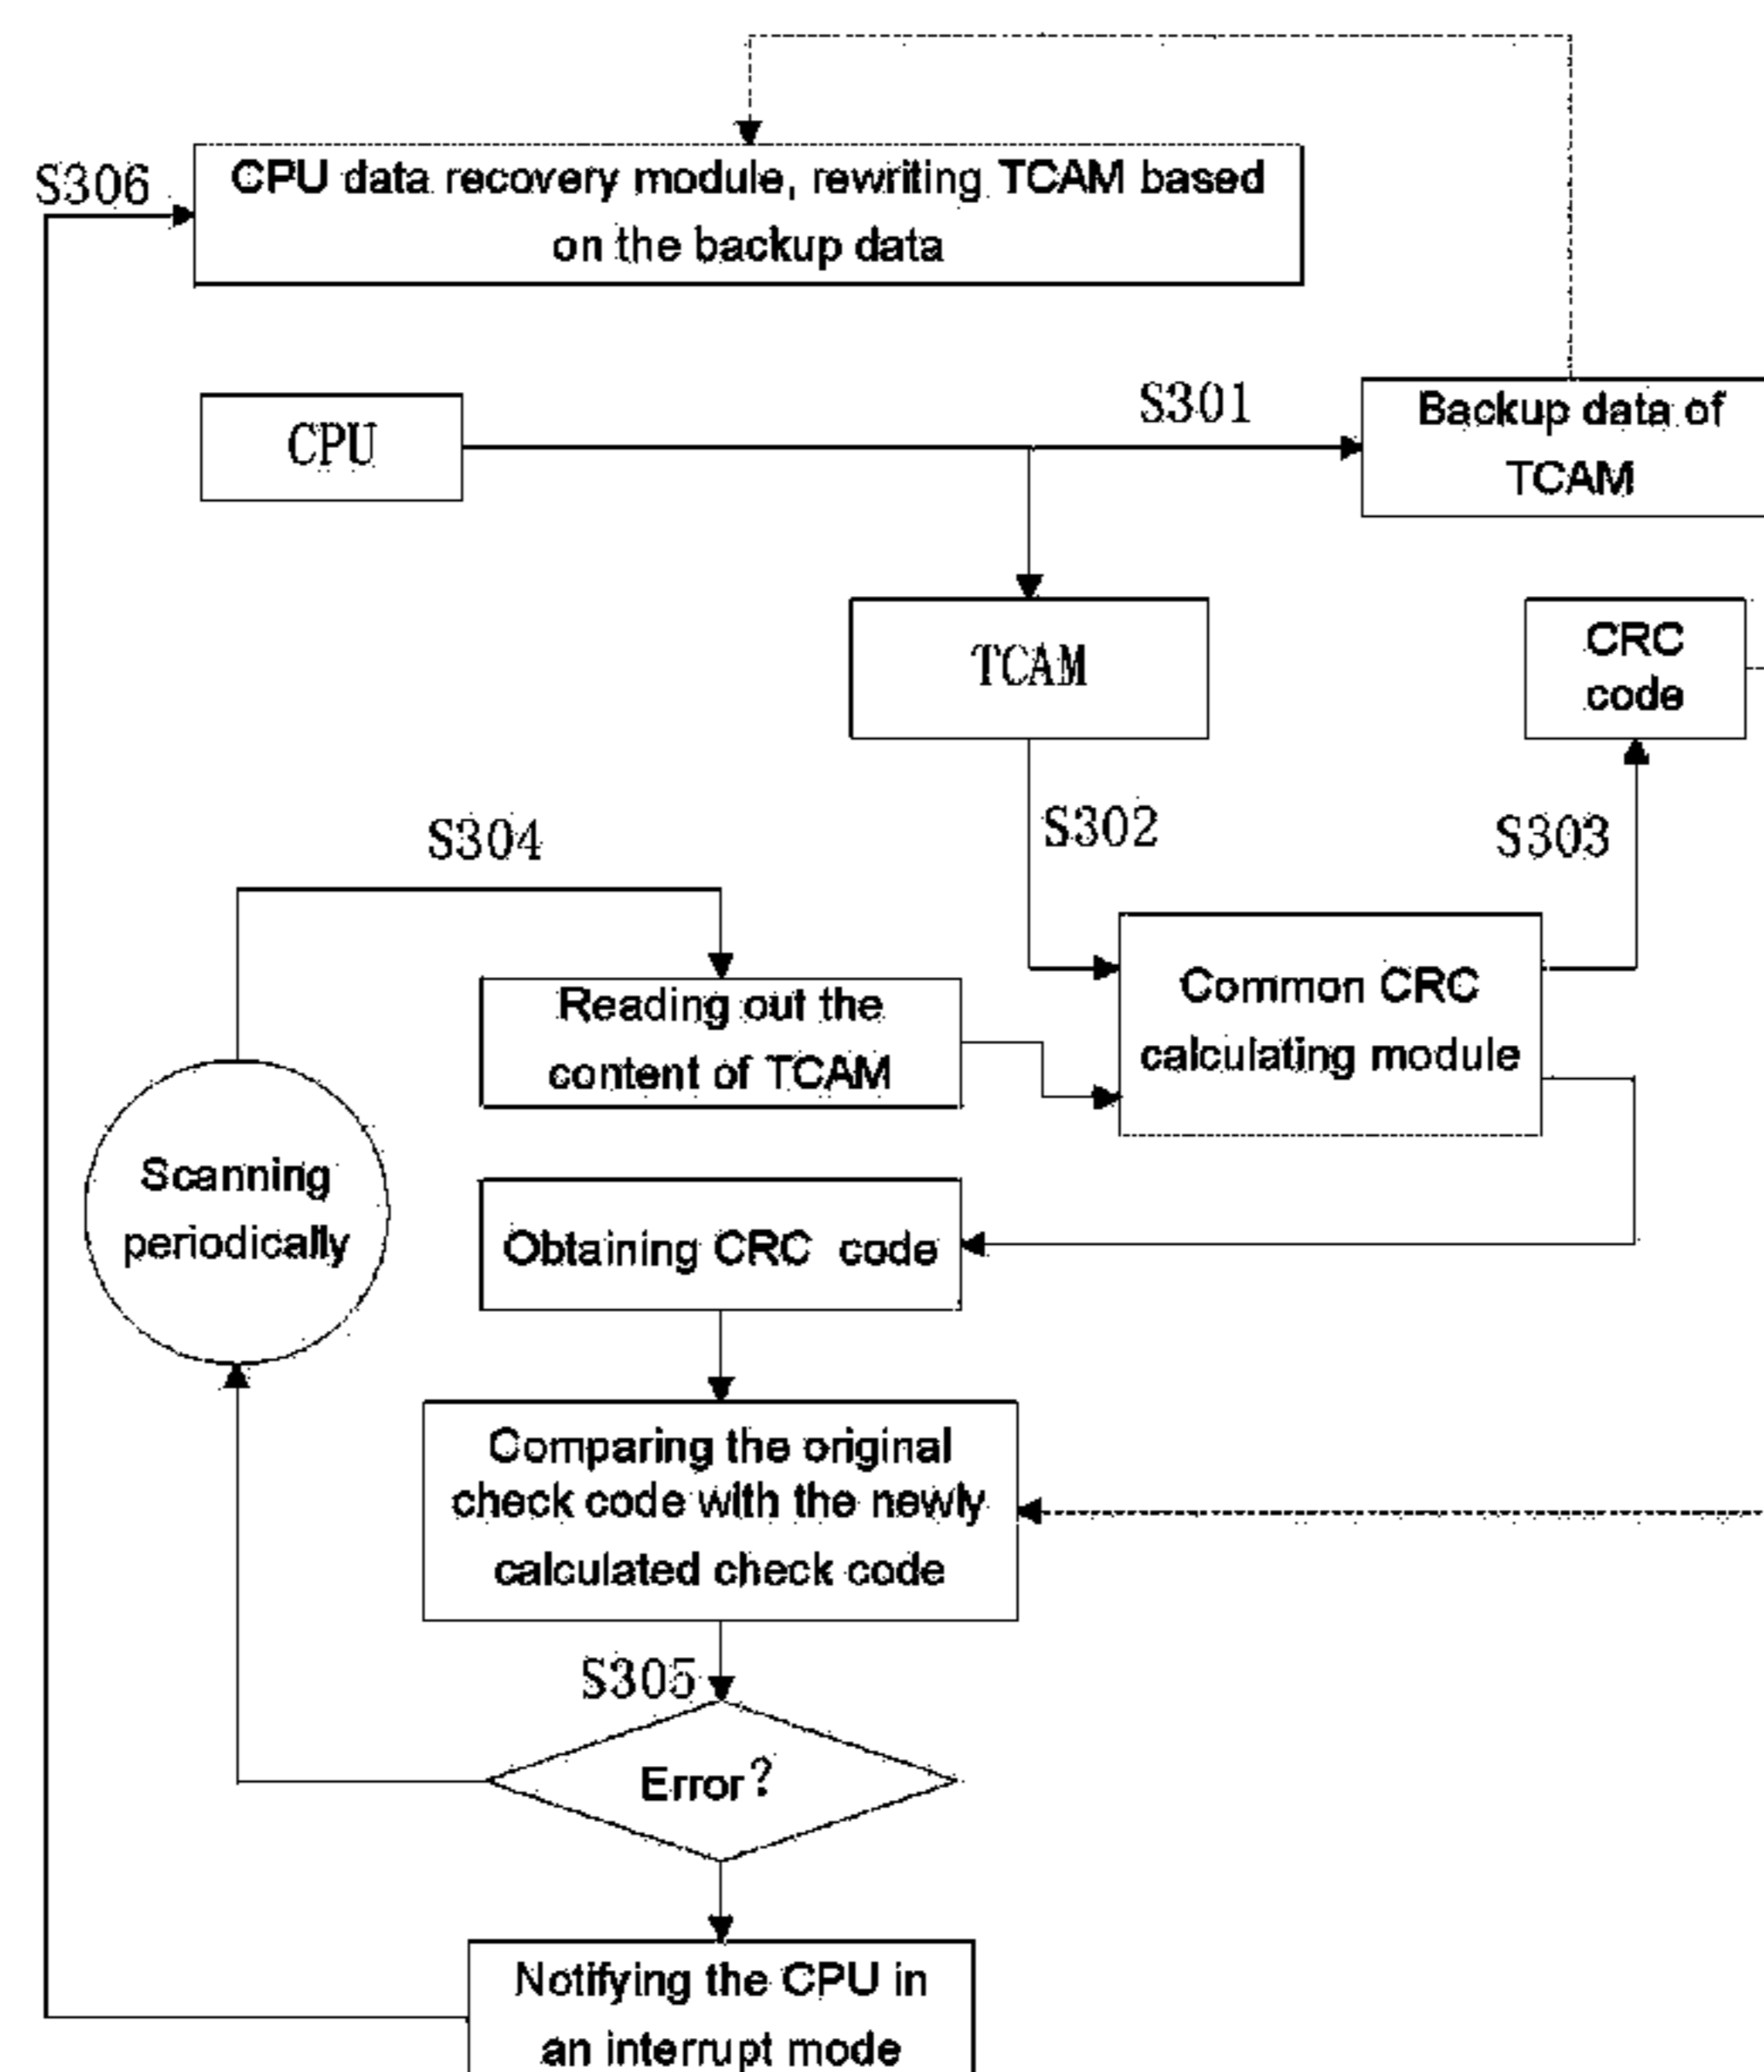 S306
CPU data recovery module, rewriting TCAM based
on the backup data
S301
CPU
Backup data of
TCAM
TCAM
CRC
code
S302
S303
S304
Reading out the
content of TCAM
Common CRC
calculating module
Scanning
periodically
Obtaining CRC code
Comparing the original
check code with the newly
calculated check code
S305
Error?
Notifying the CPU in
an interrupt mode